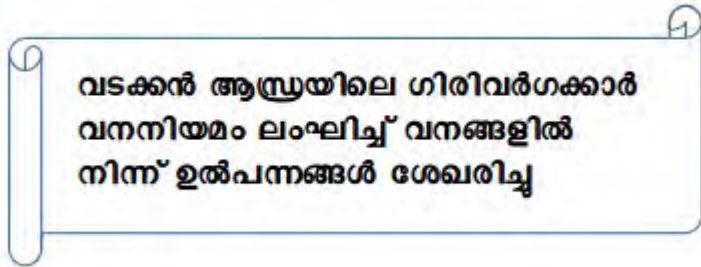 വടക്കൻ ആന്ധ്രയിലെ ഗിരിവർഗക്കാർ
വനനിയമം ലംഘിച്ച് വനങ്ങളിൽ
നിന്ന് ഉൽപന്നങ്ങൾ ശേഖരിച്ചു